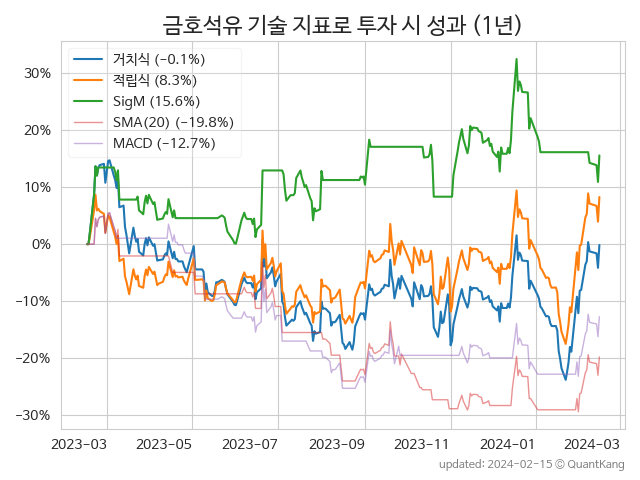 금호석유 기술 지표로 투자 시 성과 (1년)
거치식 (−0.1%)
적립식 (8.3%)
SigM (15.6%)
SMA(20) (−19.8%)
MACD (−12.7%)
30%
20%
10%
0%
−10%
−20%
−30%
2023-03 2023-05 2023-07 2023-09 2023-11 2024-01 2024-03
updated: 2024-02-15 © QuantKang